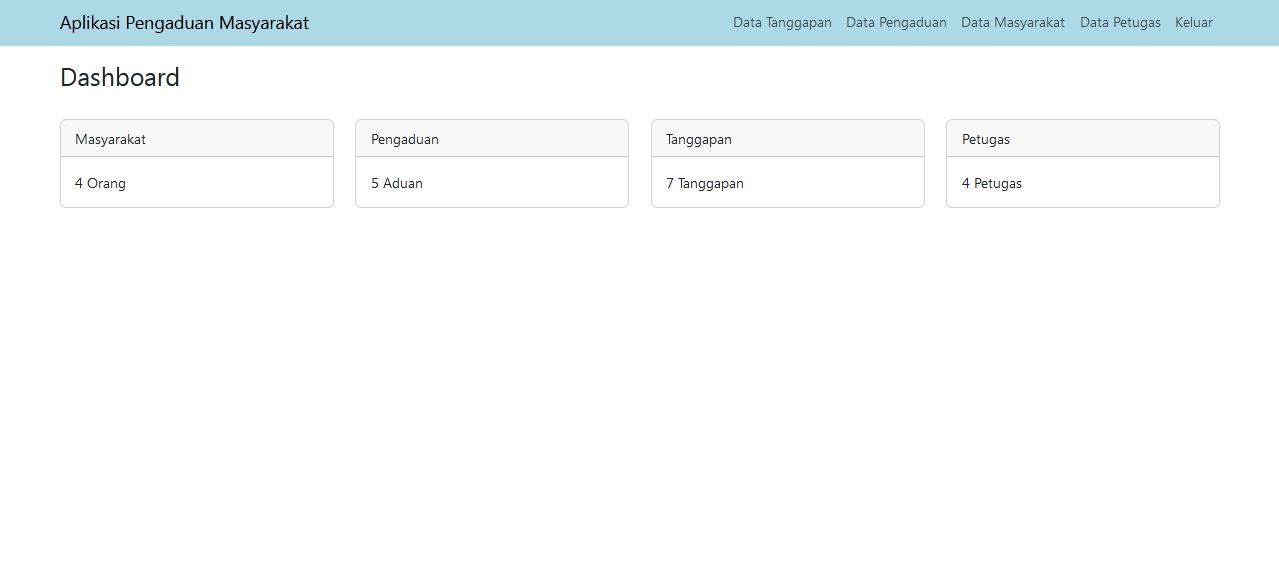 Aplikasi Pengaduan Masyarakat
Data Tanggapan Data Pengaduan Data Masyarakat Data Petugas Keluar
Dashboard
Masyarakat
4 Orang
Pengaduan
5 Aduan
Tanggapan
7 Tanggapan
Petugas
4 Petugas